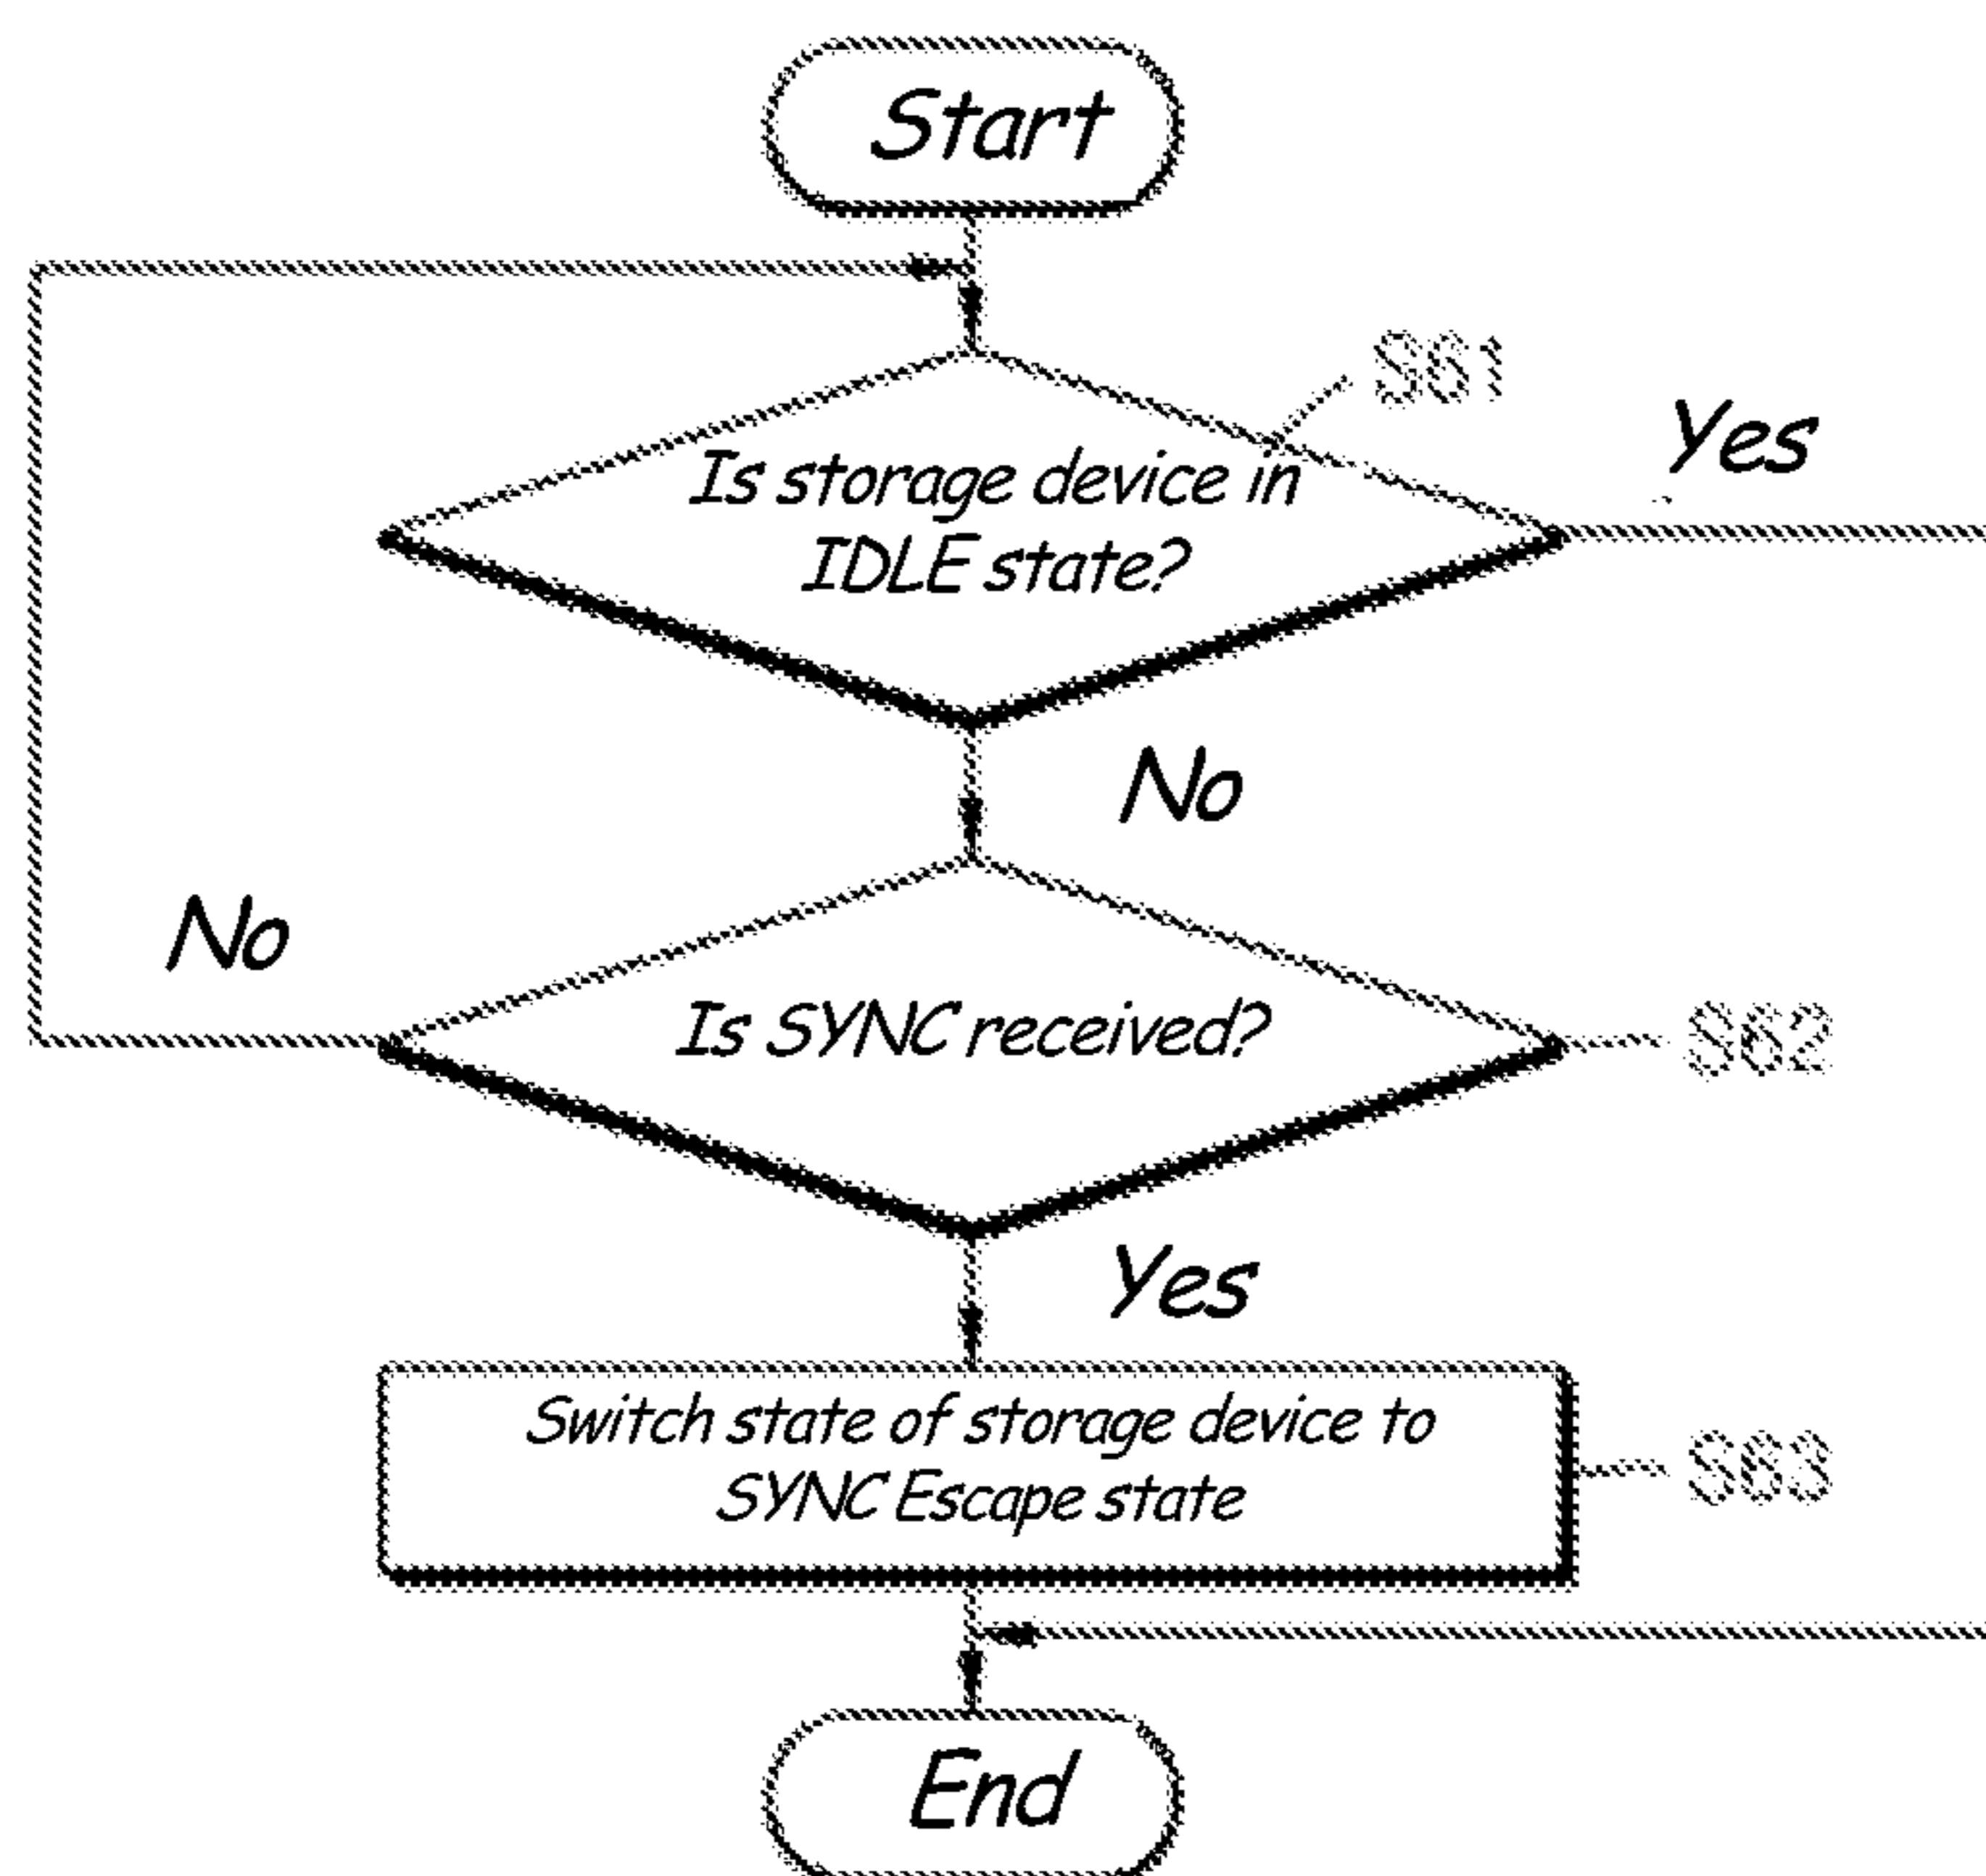 Start
S61
Yes
Is storage device in
IDLE state?
No
No
Is SYNC received?
S62
Yes
Switch state of storage device to
SYNC Escape state
S63
End